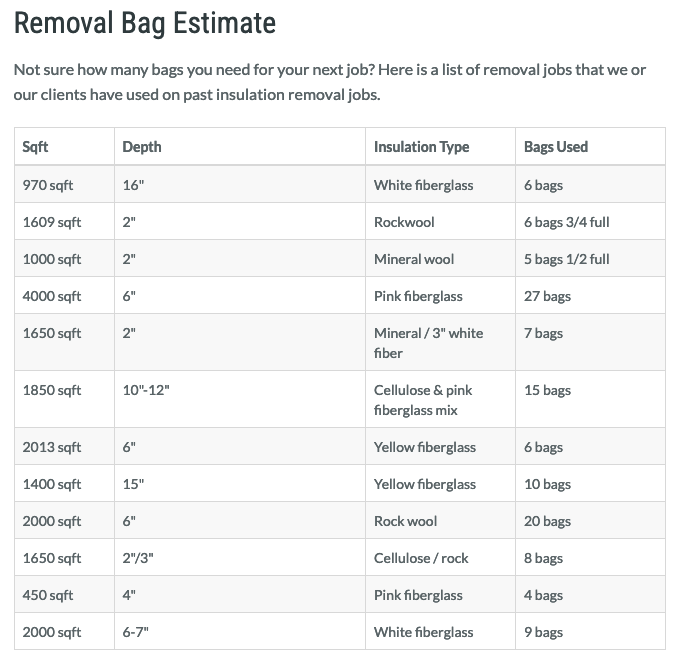 Removal Bag Estimate
Not sure how many bags you need for your next job? Here is a list of removal jobs that we or
our clients have used on past insulation removal jobs.
Sqft Depth Insulation Type Bags Used
970 sqft 16" White fiberglass 6 bags
1609 sqft 2" Rockwool 6 bags 3/4 full
1000 sqft 2" Mineral wool 5 bags 1/2 full
4000 sqft 6" Pink fiberglass 27 bags
1650 sqft 2" Mineral / 3" white 7 bags
fiber
1850 sqft 10"-12" Cellulose & pink 15 bags
fiberglass mix
2013 sqft 6" Yellow fiberglass 6 bags
1400 sqft 15" Yellow fiberglass 10 bags
2000 sqft 6" Rock wool 20 bags
1650 sqft 2"/3" Cellulose / rock 8 bags
450 sqft 4" Pink fiberglass 4 bags
2000 sqft 6-7" White fiberglass 9 bags